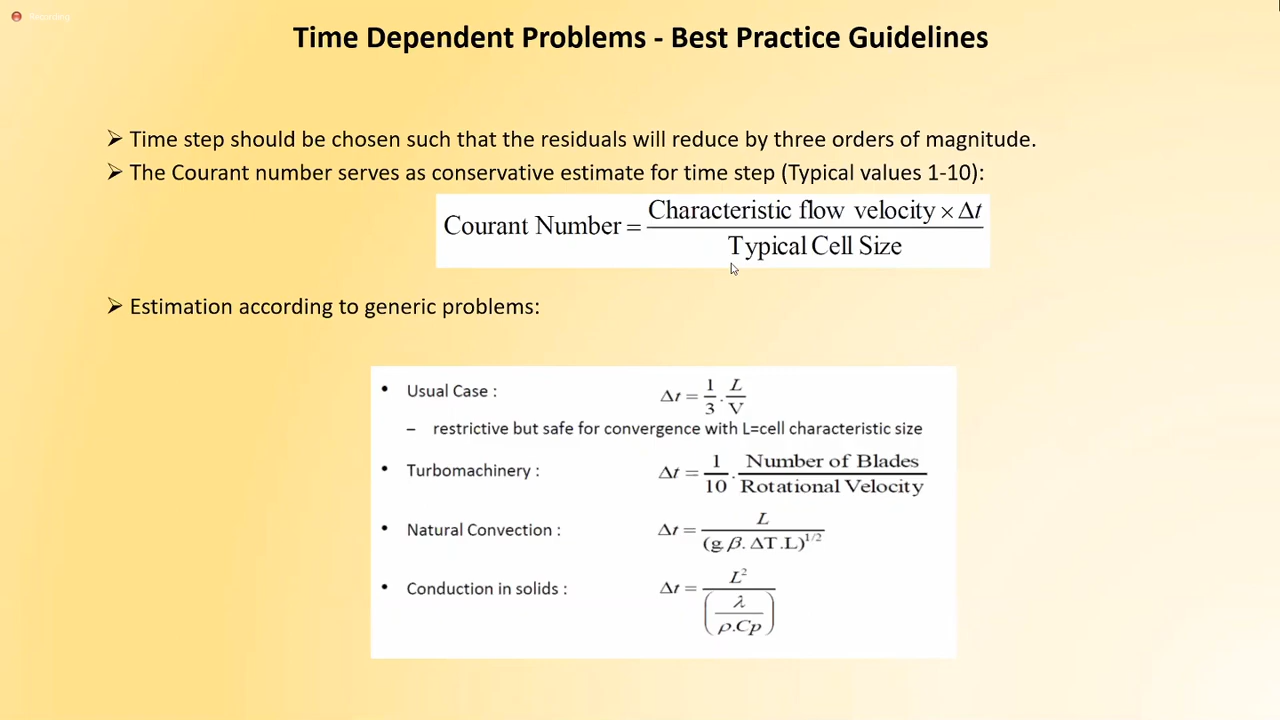 Recording
Time Dependent Problems - Best Practice Guidelines
➢ Time step should be chosen such that the residuals will reduce by three orders of magnitude.
➢ The Courant number serves as conservative estimate for time step (Typical values 1-10):
Courant Number = Characteristic flow velocity × Δt / Typical Cell Size
➢ Estimation according to generic problems:
• Usual Case : Δt = 1/3 . L/V
– restrictive but safe for convergence with L=cell characteristic size
• Turbomachinery : Δt = 1/10 . Number of Blades / Rotational Velocity
• Natural Convection : Δt = L / (g.β.ΔT.L)^1/2
• Conduction in solids : Δt = L² / (λ / ρ.Cp)